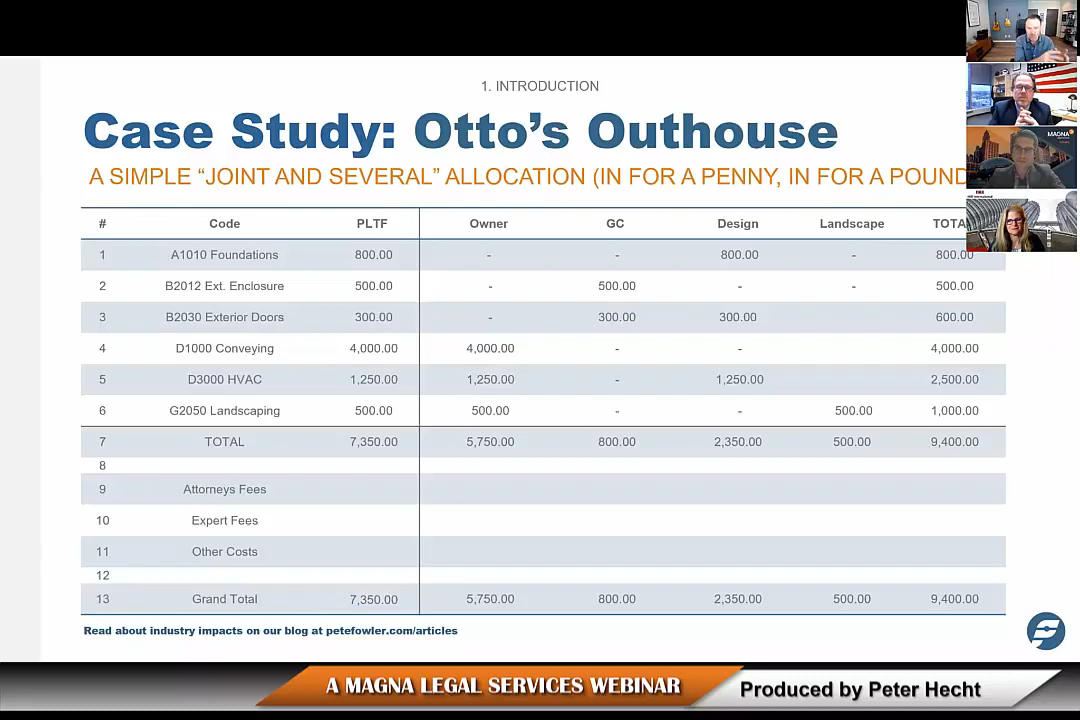 1. INTRODUCTION
Case Study: Otto’s Outhouse
A SIMPLE “JOINT AND SEVERAL” ALLOCATION (IN FOR A PENNY, IN FOR A POUND
# Code PLTF Owner GC Design Landscape TOTA
1 A1010 Foundations 800.00 - - 800.00 - 800.00
2 B2012 Ext. Enclosure 500.00 - 500.00 - - 500.00
3 B2030 Exterior Doors 300.00 - 300.00 300.00 600.00
4 D1000 Conveying 4,000.00 4,000.00 - - 4,000.00
5 D3000 HVAC 1,250.00 1,250.00 - 1,250.00 2,500.00
6 G2050 Landscaping 500.00 500.00 - - 500.00 1,000.00
7 TOTAL 7,350.00 5,750.00 800.00 2,350.00 500.00 9,400.00
8
9 Attorneys Fees
10 Expert Fees
11 Other Costs
12
13 Grand Total 7,350.00 5,750.00 800.00 2,350.00 500.00 9,400.00
Read about industry impacts on our blog at petefowler.com/articles
MAGNA
A MAGNA LEGAL SERVICES WEBINAR
Produced by Peter Hecht